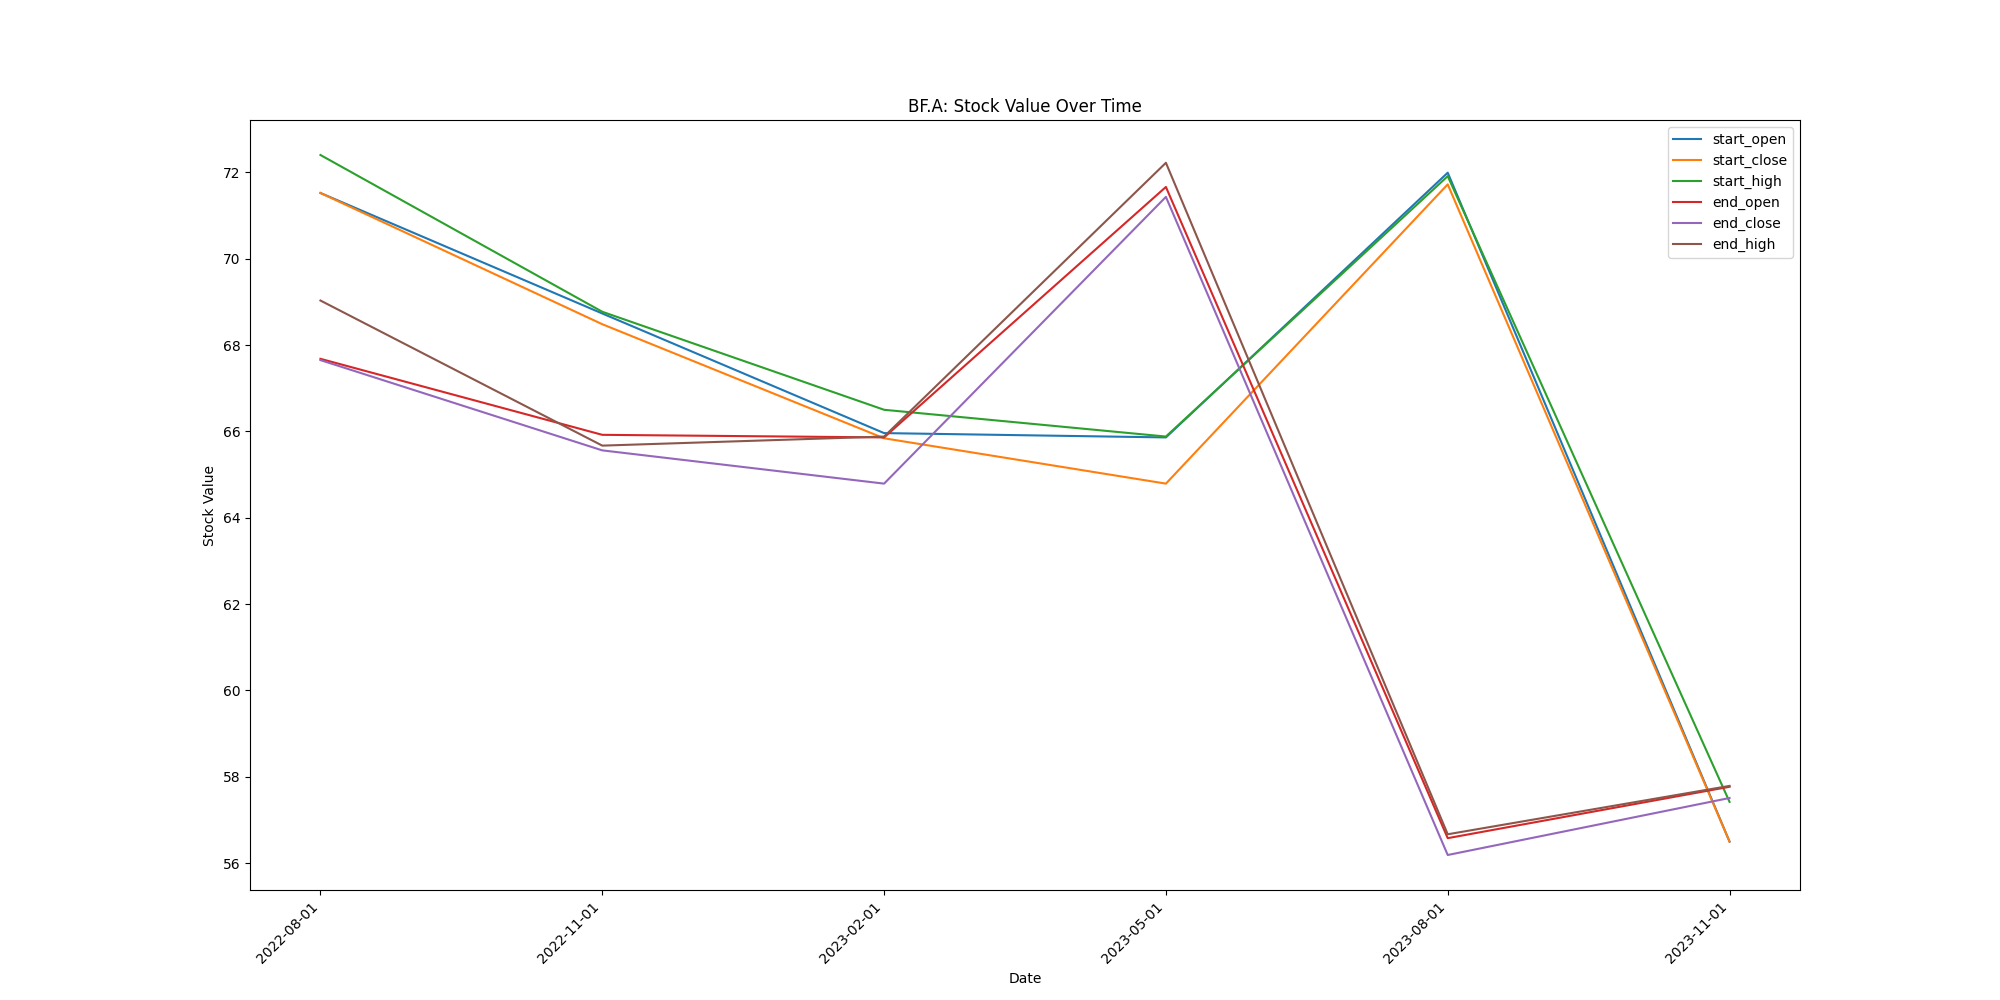 BF.A: Stock Value Over Time
start_open
start_close
start_high
end_open
end_close
end_high
72
70
68
66
64
62
60
58
56
Stock Value
2022-08-01
2022-11-01
2023-02-01
2023-05-01
2023-08-01
2023-11-01
Date